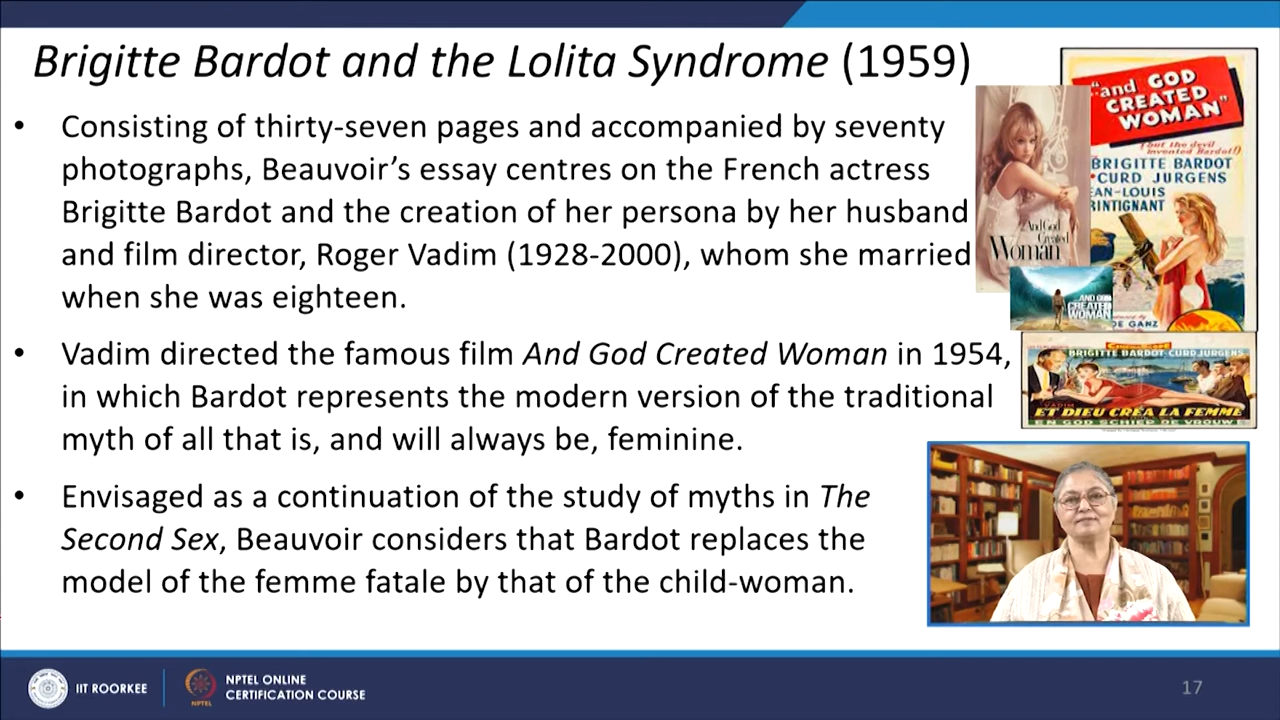 Brigitte Bardot and the Lolita Syndrome (1959)
• Consisting of thirty-seven pages and accompanied by seventy
photographs, Beauvoir’s essay centres on the French actress
Brigitte Bardot and the creation of her persona by her husband
and film director, Roger Vadim (1928-2000), whom she married
when she was eighteen.
• Vadim directed the famous film And God Created Woman in 1954,
in which Bardot represents the modern version of the traditional
myth of all that is, and will always be, feminine.
• Envisaged as a continuation of the study of myths in The
Second Sex, Beauvoir considers that Bardot replaces the
model of the femme fatale by that of the child-woman.
"and GOD
CREATED
WOMAN"
(but the devil
invented Bardot!)
BRIGITTE BARDOT
CURD JURGENS
EAN-LOUIS
RINTIGNANT
And God
Created
Woman
...AND GOD
CREATED
WOMAN
DE GANZ
CINEMASCOPE
BRIGITTE BARDOT-CURD JURGENS
VADIM
ET DIEU CRÉA LA FEMME
EN GOD SCHIEP DE VROUW
IIT ROORKEE
NPTEL
NPTEL ONLINE
CERTIFICATION COURSE
17